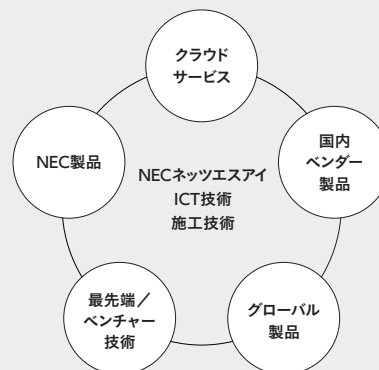 クラウド
サービス
NEC製品
国内
ベンダー
製品
NECネッツエスアイ
ICT技術
施工技術
最先端／
ベンチャー
技術
グローバル
製品